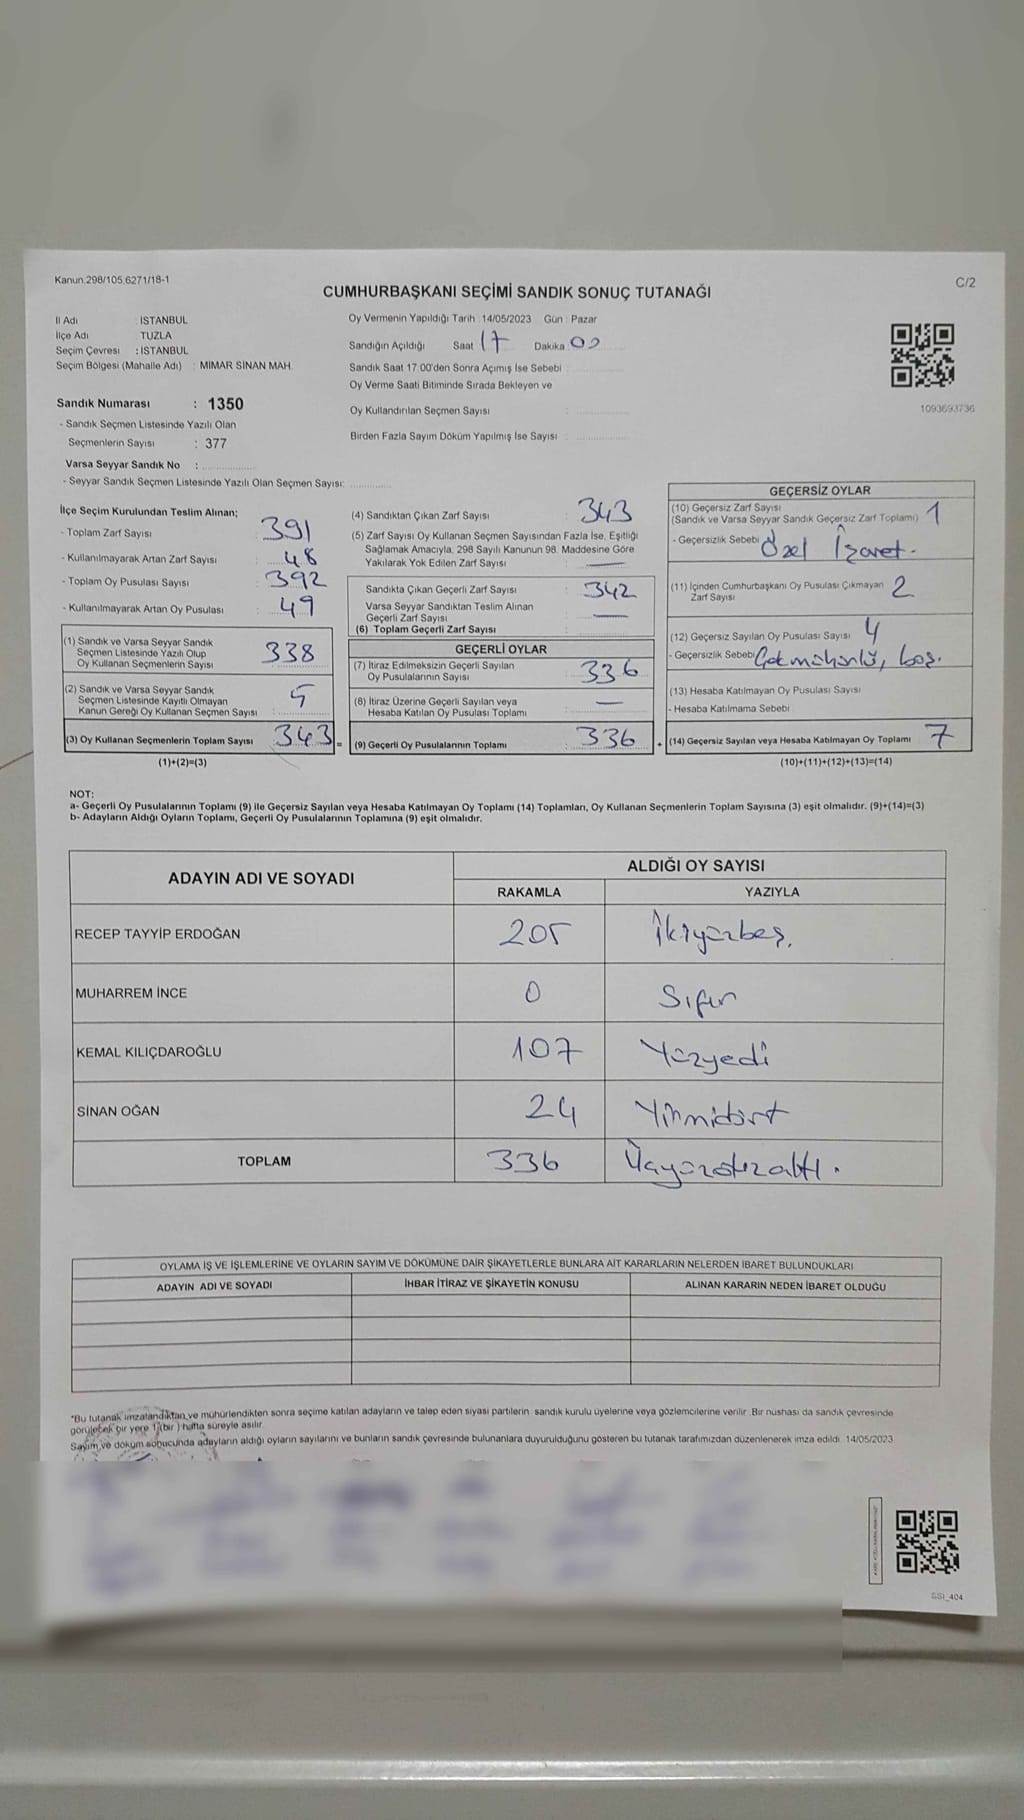 Kanun:298/105,6271/18-1
C/2
CUMHURBAŞKANI SEÇİMİ SANDIK SONUÇ TUTANAĞI
İl Adı : İSTANBUL
İlçe Adı : TUZLA
Seçim Çevresi : İSTANBUL
Seçim Bölgesi (Mahalle Adı) : MİMAR SİNAN MAH.
Sandık Numarası : 1350
- Sandık Seçmen Listesinde Yazılı Olan
Seçmenlerin Sayısı : 377
Varsa Seyyar Sandık No :
- Seyyar Sandık Seçmen Listesinde Yazılı Olan Seçmen Sayısı:
Oy Vermenin Yapıldığı Tarih : 14/05/2023 Gün : Pazar
Sandığın Açıldığı Saat 17 Dakika 00
Sandık Saat 17:00'den Sonra Açımış İse Sebebi :
Oy Verme Saati Bitiminde Sırada Bekleyen ve
Oy Kullandırılan Seçmen Sayısı :
Birden Fazla Sayım Döküm Yapılmış İse Sayısı :
1093693736
İlçe Seçim Kurulundan Teslim Alınan;
- Toplam Zarf Sayısı : 391
- Kullanılmayarak Artan Zarf Sayısı : 48
- Toplam Oy Pusulası Sayısı : 392
- Kullanılmayarak Artan Oy Pusulası : 49
(1) Sandık ve Varsa Seyyar Sandık
Seçmen Listesinde Yazılı Olup
Oy Kullanan Seçmenlerin Sayısı : 338
(2) Sandık ve Varsa Seyyar Sandık
Seçmen Listesinde Kayıtlı Olmayan
Kanun Gereği Oy Kullanan Seçmen Sayısı : 5
(3) Oy Kullanan Seçmenlerin Toplam Sayısı 343 =
(1)+(2)=(3)
(4) Sandıktan Çıkan Zarf Sayısı : 343
(5) Zarf Sayısı Oy Kullanan Seçmen Sayısından Fazla İse, Eşitliği
Sağlamak Amacıyla, 298 Sayılı Kanunun 98. Maddesine Göre
Yakılarak Yok Edilen Zarf Sayısı : —
Sandıkta Çıkan Geçerli Zarf Sayısı : 342
Varsa Seyyar Sandıktan Teslim Alınan
Geçerli Zarf Sayısı : —
(6) Toplam Geçerli Zarf Sayısı :
GEÇERLİ OYLAR
(7) İtiraz Edilmeksizin Geçerli Sayılan
Oy Pusulalarının Sayısı : 336
(8) İtiraz Üzerine Geçerli Sayılan veya
Hesaba Katılan Oy Pusulası Toplamı : —
(9) Geçerli Oy Pusulalarının Toplamı : 336 +
GEÇERSİZ OYLAR
(10) Geçersiz Zarf Sayısı
(Sandık ve Varsa Seyyar Sandık Geçersiz Zarf Toplamı) 1
- Geçersizlik Sebebi Özel İşaret.
(11) İçinden Cumhurbaşkanı Oy Pusulası Çıkmayan
Zarf Sayısı 2
(12) Geçersiz Sayılan Oy Pusulası Sayısı 4
- Geçersizlik Sebebi Çok mühürlü, boş.
(13) Hesaba Katılmayan Oy Pusulası Sayısı
- Hesaba Katılmama Sebebi
(14) Geçersiz Sayılan veya Hesaba Katılmayan Oy Toplamı 7
(10)+(11)+(12)+(13)=(14)
NOT:
a- Geçerli Oy Pusulalarının Toplamı (9) ile Geçersiz Sayılan veya Hesaba Katılmayan Oy Toplamı (14) Toplamları, Oy Kullanan Seçmenlerin Toplam Sayısına (3) eşit olmalıdır. (9)+(14)=(3)
b- Adayların Aldığı Oyların Toplamı, Geçerli Oy Pusulalarının Toplamına (9) eşit olmalıdır.
ADAYIN ADI VE SOYADI ALDIĞI OY SAYISI
RAKAMLA YAZIYLA
RECEP TAYYİP ERDOĞAN 205 İkiyüzbeş.
MUHARREM İNCE 0 Sıfır
KEMAL KILIÇDAROĞLU 107 Yüzyedi
SİNAN OĞAN 24 Yirmidört
TOPLAM 336 Üçyüzotuzaltı.
OYLAMA İŞ VE İŞLEMLERİNE VE OYLARIN SAYIM VE DÖKÜMÜNE DAİR ŞİKAYETLERLE BUNLARA AİT KARARLARIN NELERDEN İBARET BULUNDUKLARI
ADAYIN ADI VE SOYADI İHBAR İTİRAZ VE ŞİKAYETİN KONUSU ALINAN KARARIN NEDEN İBARET OLDUĞU
*Bu tutanak imzalandıktan ve mühürlendikten sonra seçime katılan adayların ve talep eden siyasi partilerin sandık kurulu üyelerine veya gözlemcilerine verilir. Bir nüshası da sandık çevresinde
görülebilecek bir yere 1 (bir) hafta süreyle asılır.
Sayım ve döküm sonucunda adayların aldığı oyların sayılarını ve bunların sandık çevresinde bulunanlara duyurulduğunu gösteren bu tutanak tarafımızdan düzenlenerek imza edildi. 14/05/2023
SSI_404